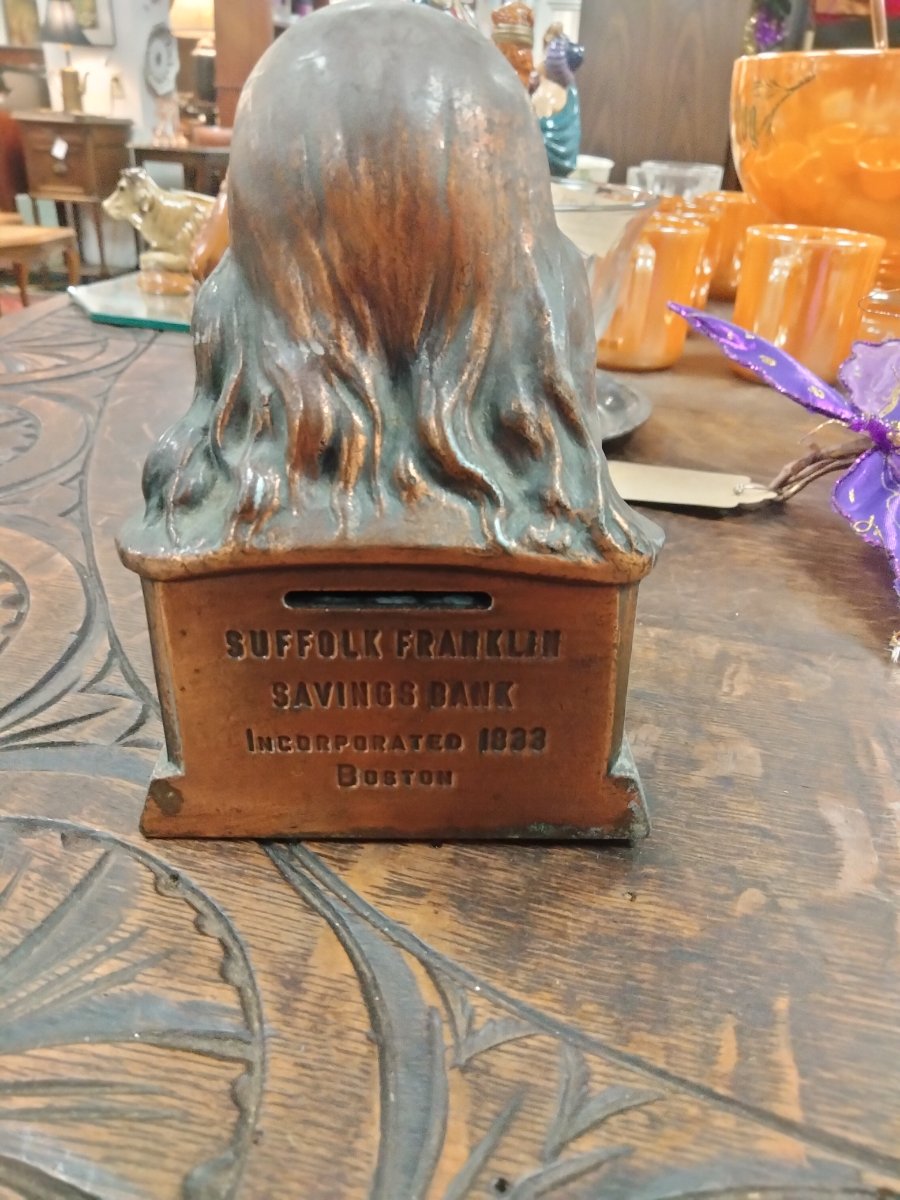 SUFFOLK FRANKLIN
SAVINGS BANK
INCORPORATED 1833
BOSTON